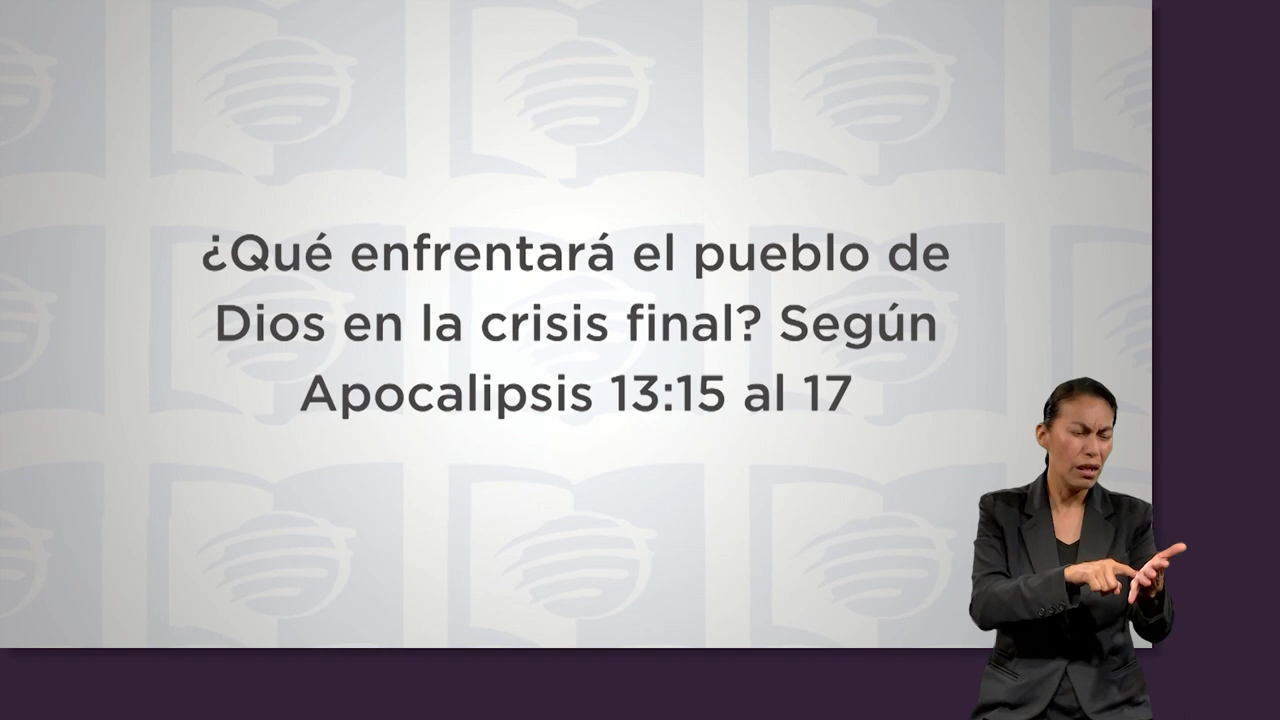 ¿Qué enfrentará el pueblo de
Dios en la crisis final? Según
Apocalipsis 13:15 al 17